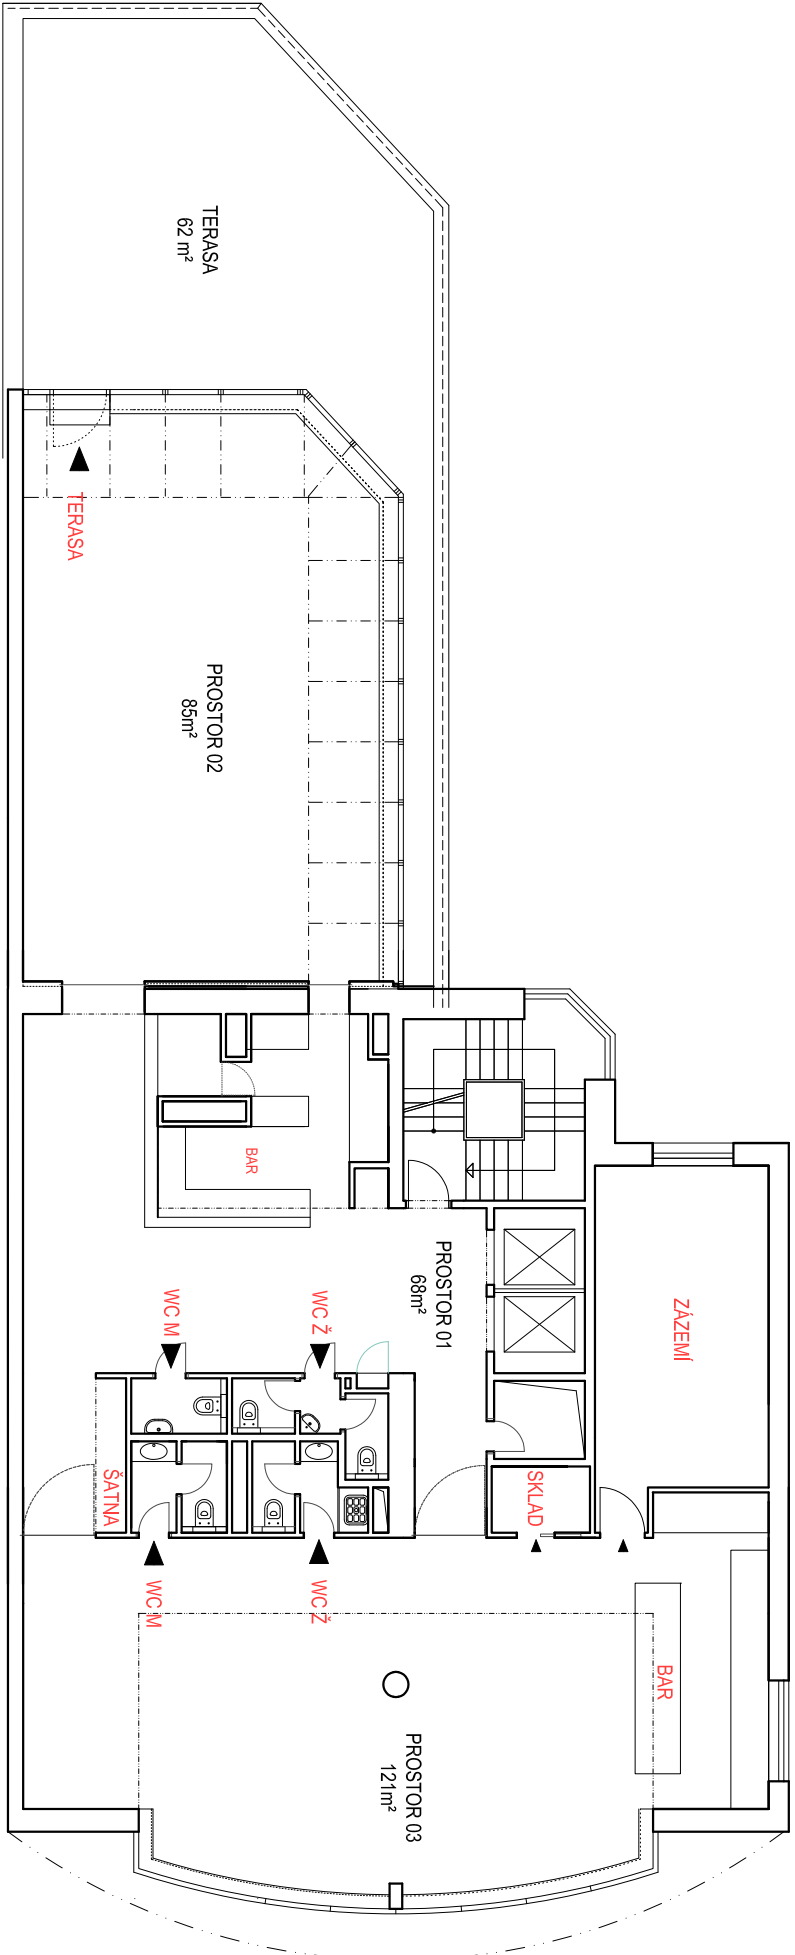 TERASA
62 m²
TERASA
PROSTOR 02
85m²
BAR
PROSTOR 01
68m²
WC M
WC Ž
ZÁZEMÍ
ŠATNA
SKLAD
WC M
WC Ž
BAR
PROSTOR 03
121m²